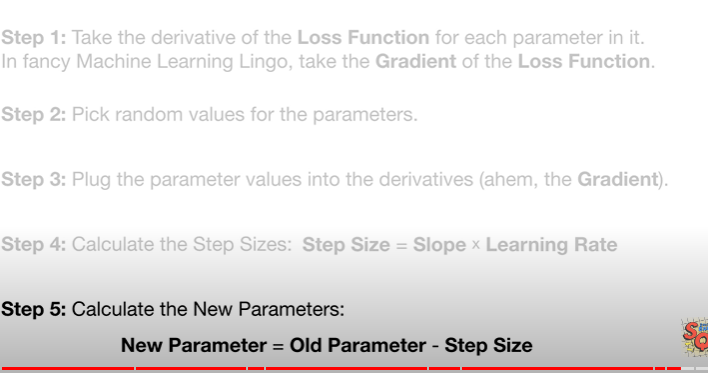 Step 1: Take the derivative of the Loss Function for each parameter in it.
In fancy Machine Learning Lingo, take the Gradient of the Loss Function.
Step 2: Pick random values for the parameters.
Step 3: Plug the parameter values into the derivatives (ahem, the Gradient).
Step 4: Calculate the Step Sizes: Step Size = Slope × Learning Rate
Step 5: Calculate the New Parameters:
New Parameter = Old Parameter - Step Size